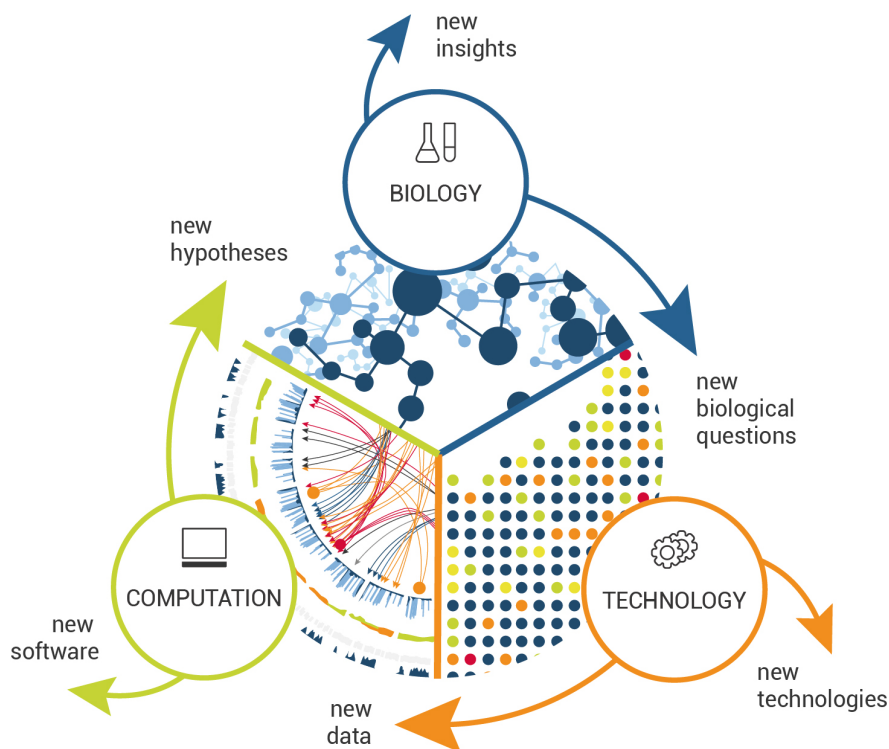 new
insights
BIOLOGY
new
hypotheses
new
biological
questions
COMPUTATION
TECHNOLOGY
new
software
new
technologies
new
data